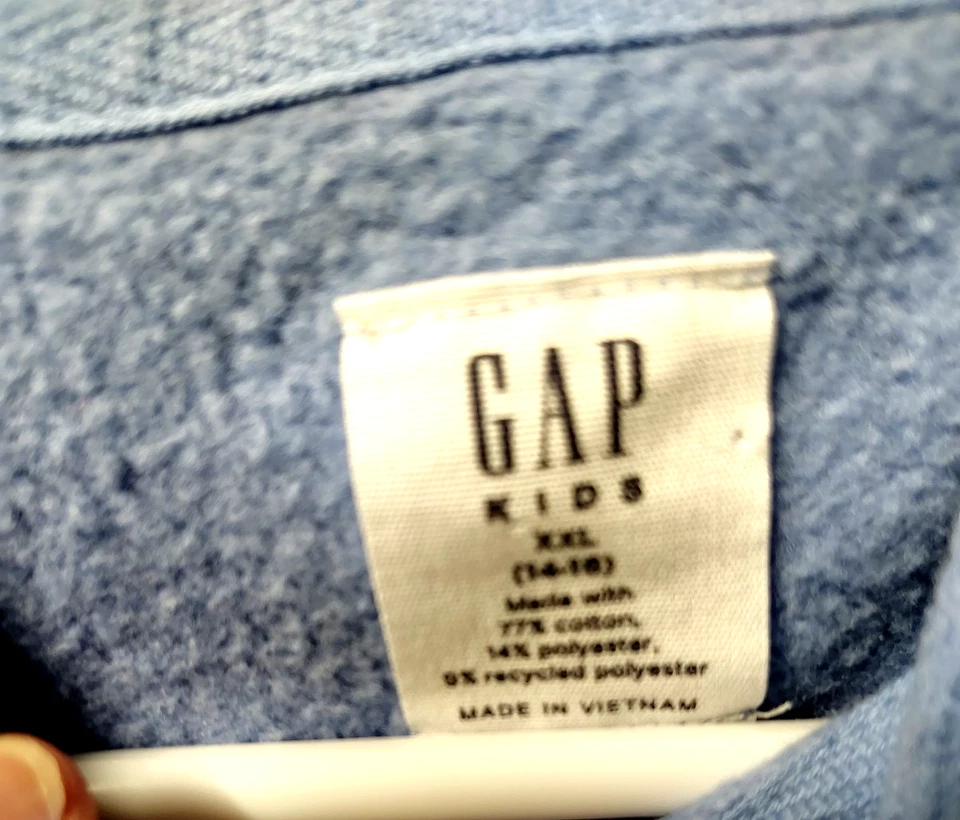 GAP
KIDS
XXL
(14-16)
Made with
77% cotton,
14% polyester,
9% recycled polyester
MADE IN VIETNAM